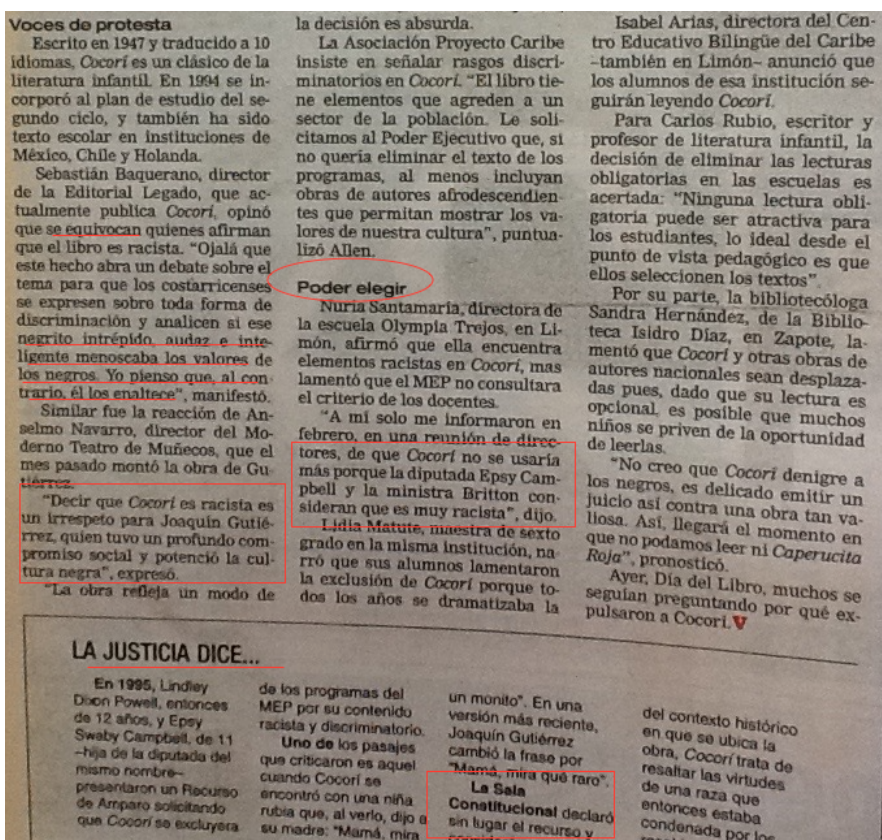 Voces de protesta
Escrito en 1947 y traducido a 10
idiomas, Cocorí es un clásico de la
literatura infantil. En 1994 se in-
corporó al plan de estudio del se-
gundo ciclo, y también ha sido
texto escolar en instituciones de
México, Chile y Holanda.
Sebastián Baquerano, director
de la Editorial Legado, que ac-
tualmente publica Cocorí, opinó
que se equivocan quienes afirman
que el libro es racista. "Ojalá que
este hecho abra un debate sobre el
tema para que los costarricenses
se expresen sobre toda forma de
discriminación y analicen si ese
negrito intrépido, audaz e inte-
ligente menoscaba los valores de
los negros. Yo pienso que, al con-
trario, él los enaltece", manifestó.
Similar fue la reacción de An-
selmo Navarro, director del Mo-
derno Teatro de Muñecos, que el
mes pasado montó la obra de Gu-
tiérrez.
"Decir que Cocorí es racista es
un irrespeto para Joaquín Gutié-
rrez, quien tuvo un profundo com-
promiso social y potenció la cul-
tura negra", expresó.
"La obra refleja un modo de
la decisión es absurda.
La Asociación Proyecto Caribe
insiste en señalar rasgos discri-
minatorios en Cocorí. "El libro tie-
ne elementos que agreden a un
sector de la población. Le soli-
citamos al Poder Ejecutivo que, si
no quería eliminar el texto de los
programas, al menos incluyan
obras de autores afrodescendien-
tes que permitan mostrar los va-
lores de nuestra cultura", puntua-
lizó Allen.
Poder elegir
Nuria Santamaría, directora de
la escuela Olympia Trejos, en Li-
món, afirmó que ella encuentra
elementos racistas en Cocorí, mas
lamentó que el MEP no consultara
el criterio de los docentes.
"A mí solo me informaron en
febrero, en una reunión de direc-
tores, de que Cocorí no se usaría
más porque la diputada Epsy Cam-
pbell y la ministra Britton con-
sideran que es muy racista", dijo.
Lidia Matute, maestra de sexto
grado en la misma institución, na-
rró que sus alumnos lamentaron
la exclusión de Cocorí porque to-
dos los años se dramatizaba la
Isabel Arias, directora del Cen-
tro Educativo Bilingüe del Caribe
–también en Limón– anunció que
los alumnos de esa institución se-
guirán leyendo Cocorí.
Para Carlos Rubio, escritor y
profesor de literatura infantil, la
decisión de eliminar las lecturas
obligatorias en las escuelas es
acertada: "Ninguna lectura obli-
gatoria puede ser atractiva para
los estudiantes, lo ideal desde el
punto de vista pedagógico es que
ellos seleccionen los textos".
Por su parte, la bibliotecóloga
Sandra Hernández, de la Biblio-
teca Isidro Díaz, en Zapote, la-
mentó que Cocorí y otras obras de
autores nacionales sean desplaza-
das pues, dado que su lectura es
opcional, es posible que muchos
niños se priven de la oportunidad
de leerlas.
"No creo que Cocorí denigre a
los negros, es delicado emitir un
juicio así contra una obra tan va-
liosa. Así, llegará el momento en
que no podamos leer ni Caperucita
Roja", pronosticó.
Ayer, Día del Libro, muchos se
seguían preguntando por qué ex-
pulsaron a Cocorí. V
LA JUSTICIA DICE...
En 1995, Lindley
Dixon Powell, entonces
de 12 años, y Epsy
Swaby Campbell, de 11
–hija de la diputada del
mismo nombre–
presentaron un Recurso
de Amparo solicitando
que Cocorí se excluyera
de los programas del
MEP por su contenido
racista y discriminatorio.
Uno de los pasajes
que criticaron es aquel
cuando Cocorí se
encontró con una niña
rubia que, al verlo, dijo a
su madre: "Mamá, mira
un monito". En una
versión más reciente,
Joaquín Gutiérrez
cambió la frase por
"Mamá, mira qué raro".
La Sala
Constitucional declaró
sin lugar el recurso y
del contexto histórico
en que se ubica la
obra, Cocorí trata de
resaltar las virtudes
de una raza que
entonces estaba
condenada por los